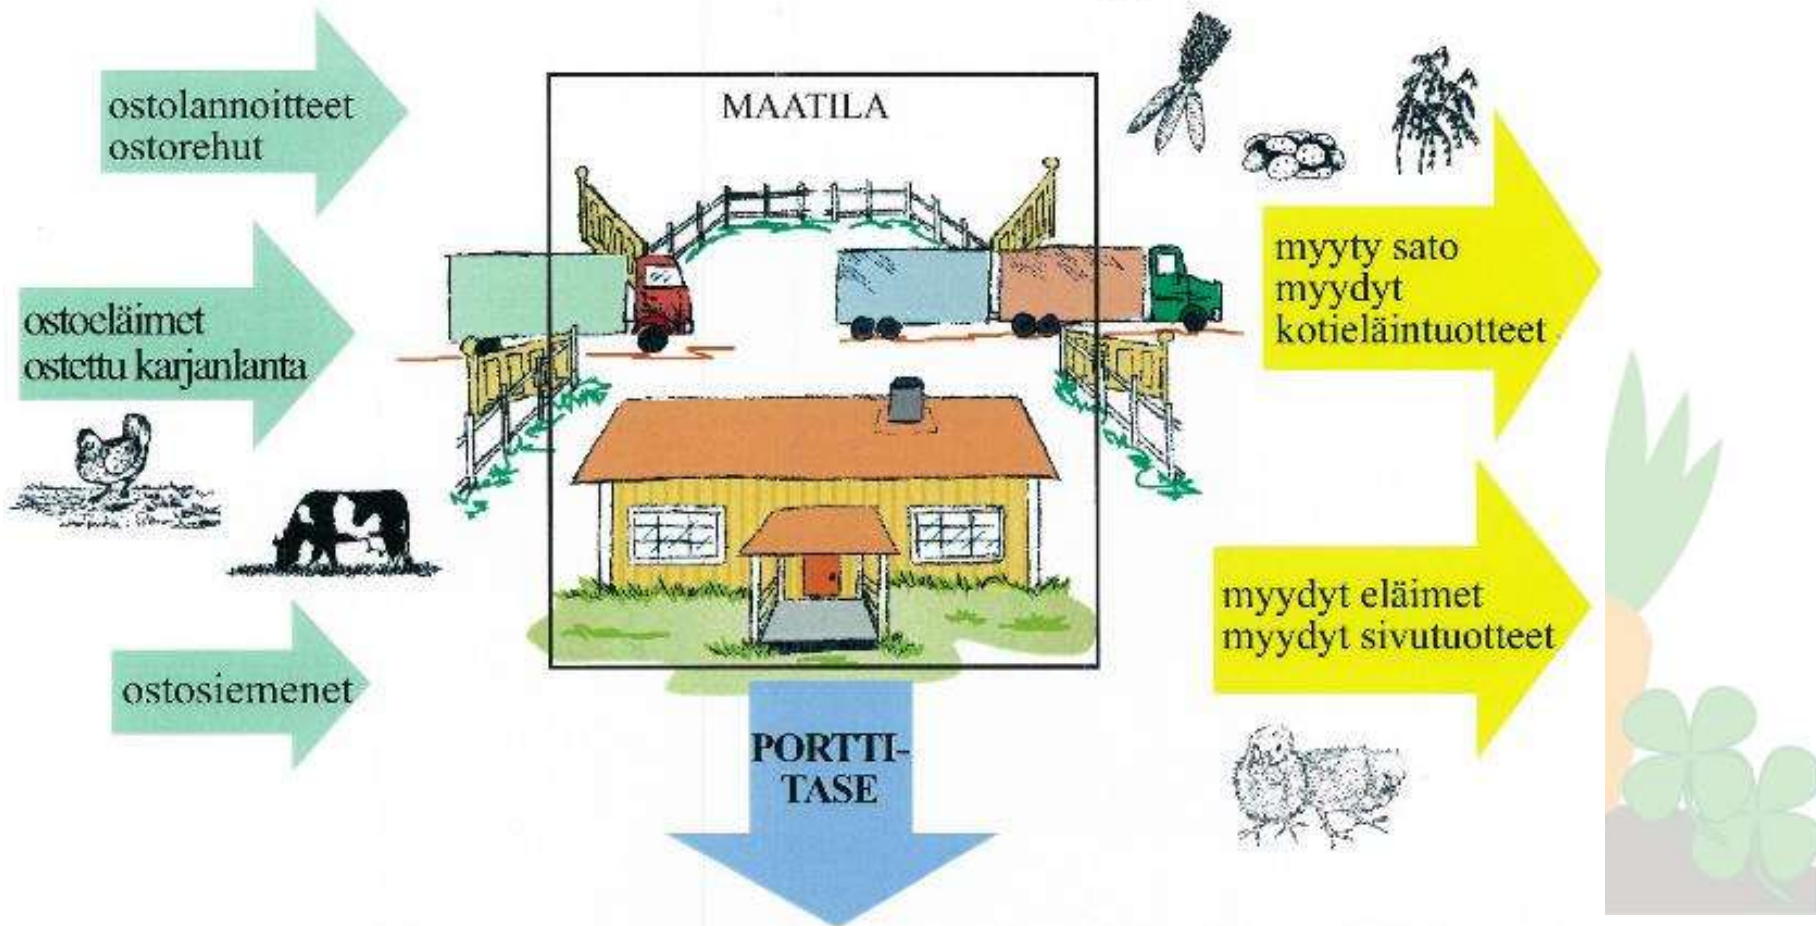 ostolannoitteet
ostorehut
ostoeläimet
ostettu karjanlanta
ostosiemenet
MAATILA
PORTTI-
TASE
myyty sato
myydyt
kotieläintuotteet
myydyt eläimet
myydyt sivutuotteet